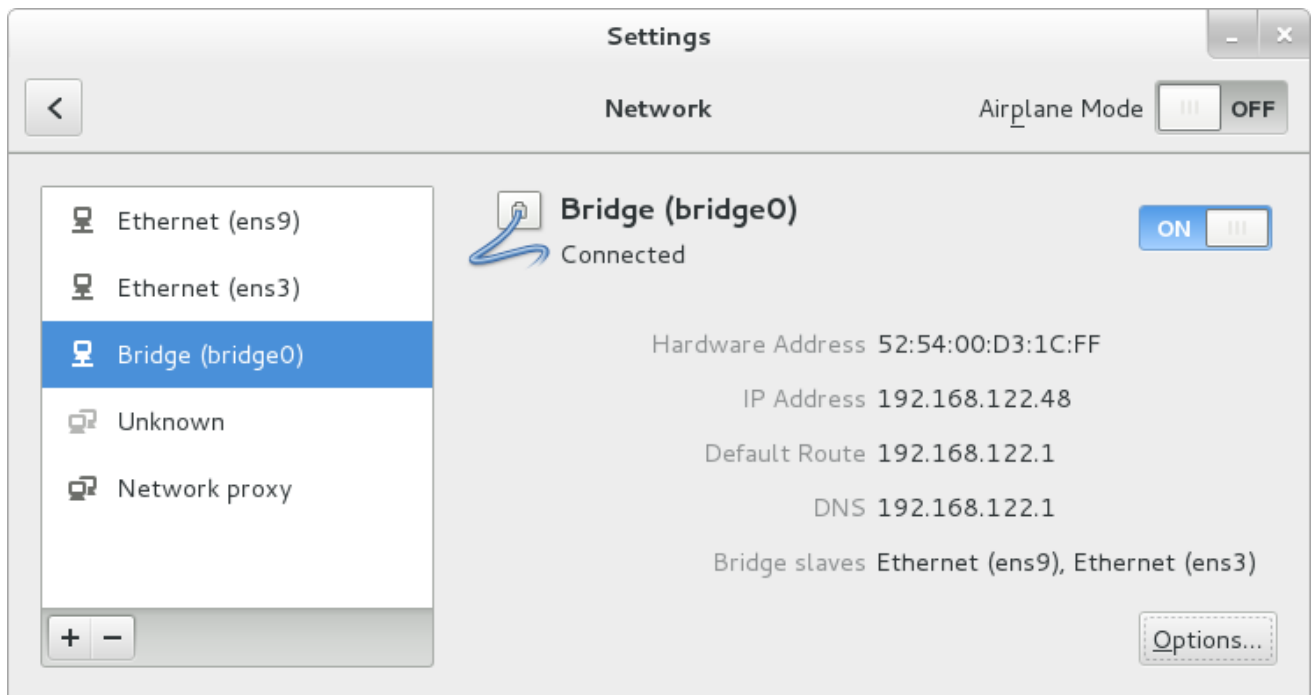 Settings
Network
Airplane Mode OFF
Ethernet (ens9)
Ethernet (ens3)
Bridge (bridge0)
Unknown
Network proxy
Bridge (bridge0)
ON
Connected
Hardware Address 52:54:00:D3:1C:FF
IP Address 192.168.122.48
Default Route 192.168.122.1
DNS 192.168.122.1
Bridge slaves Ethernet (ens9), Ethernet (ens3)
Options...